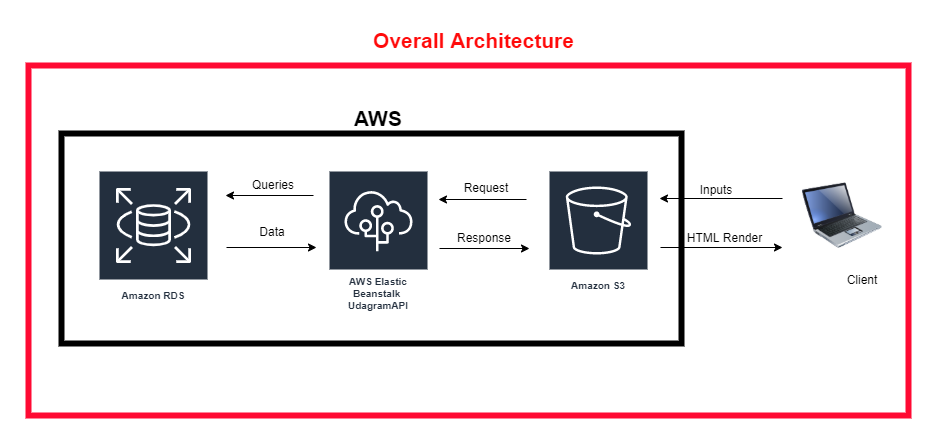 Overall Architecture
AWS
Queries
Request
Inputs
Data
Response
HTML Render
Amazon RDS
AWS Elastic
Beanstalk
UdagramAPI
Amazon S3
Client